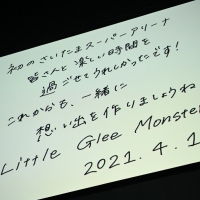 初のさいたまスーパーアリーナ
皆さんと楽しい時間を
過ごせてうれしかったです!
これからも、一緒に
想い出を作りましょうね
Little Glee Monster
2021.4.1